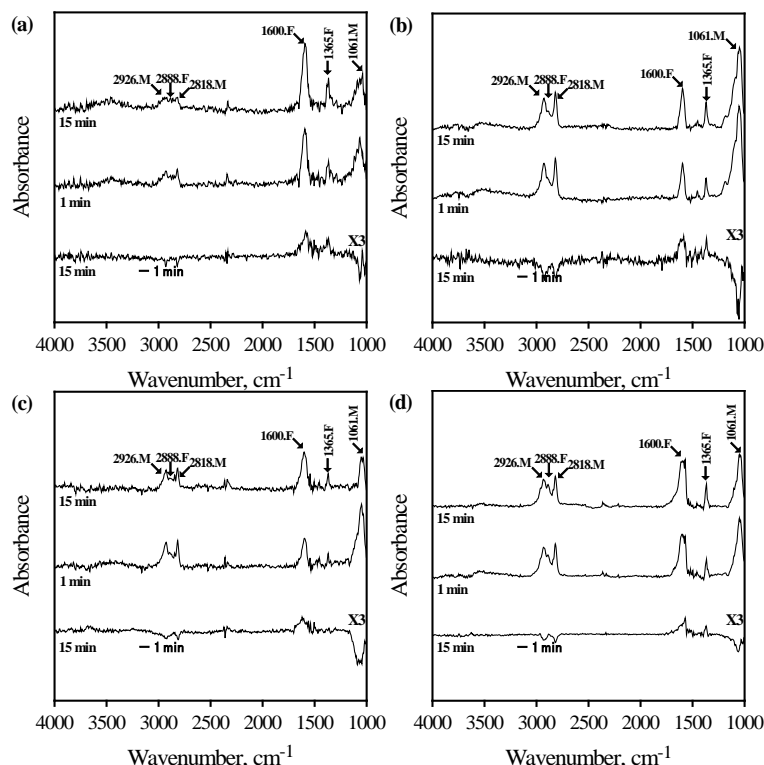 (a)
1600.F
1365.F
1061.M
2926.M
2888.F
2818.M
15 min
1 min
X3
15 min
— 1 min
Absorbance
4000 3500 3000 2500 2000 1500 1000
Wavenumber, cm-1
(b)
1061.M
2926.M
2888.F
2818.M
1600.F
1365.F
15 min
1 min
X3
15 min
— 1 min
Absorbance
4000 3500 3000 2500 2000 1500 1000
Wavenumber, cm-1
(c)
1600.F
1365.F
1061.M
2926.M
2888.F
2818.M
15 min
1 min
X3
15 min
— 1 min
Absorbance
4000 3500 3000 2500 2000 1500 1000
Wavenumber, cm-1
(d)
1600.F
1365.F
1061.M
2926.M
2888.F
2818.M
15 min
1 min
X3
15 min
— 1 min
Absorbance
4000 3500 3000 2500 2000 1500 1000
Wavenumber, cm-1